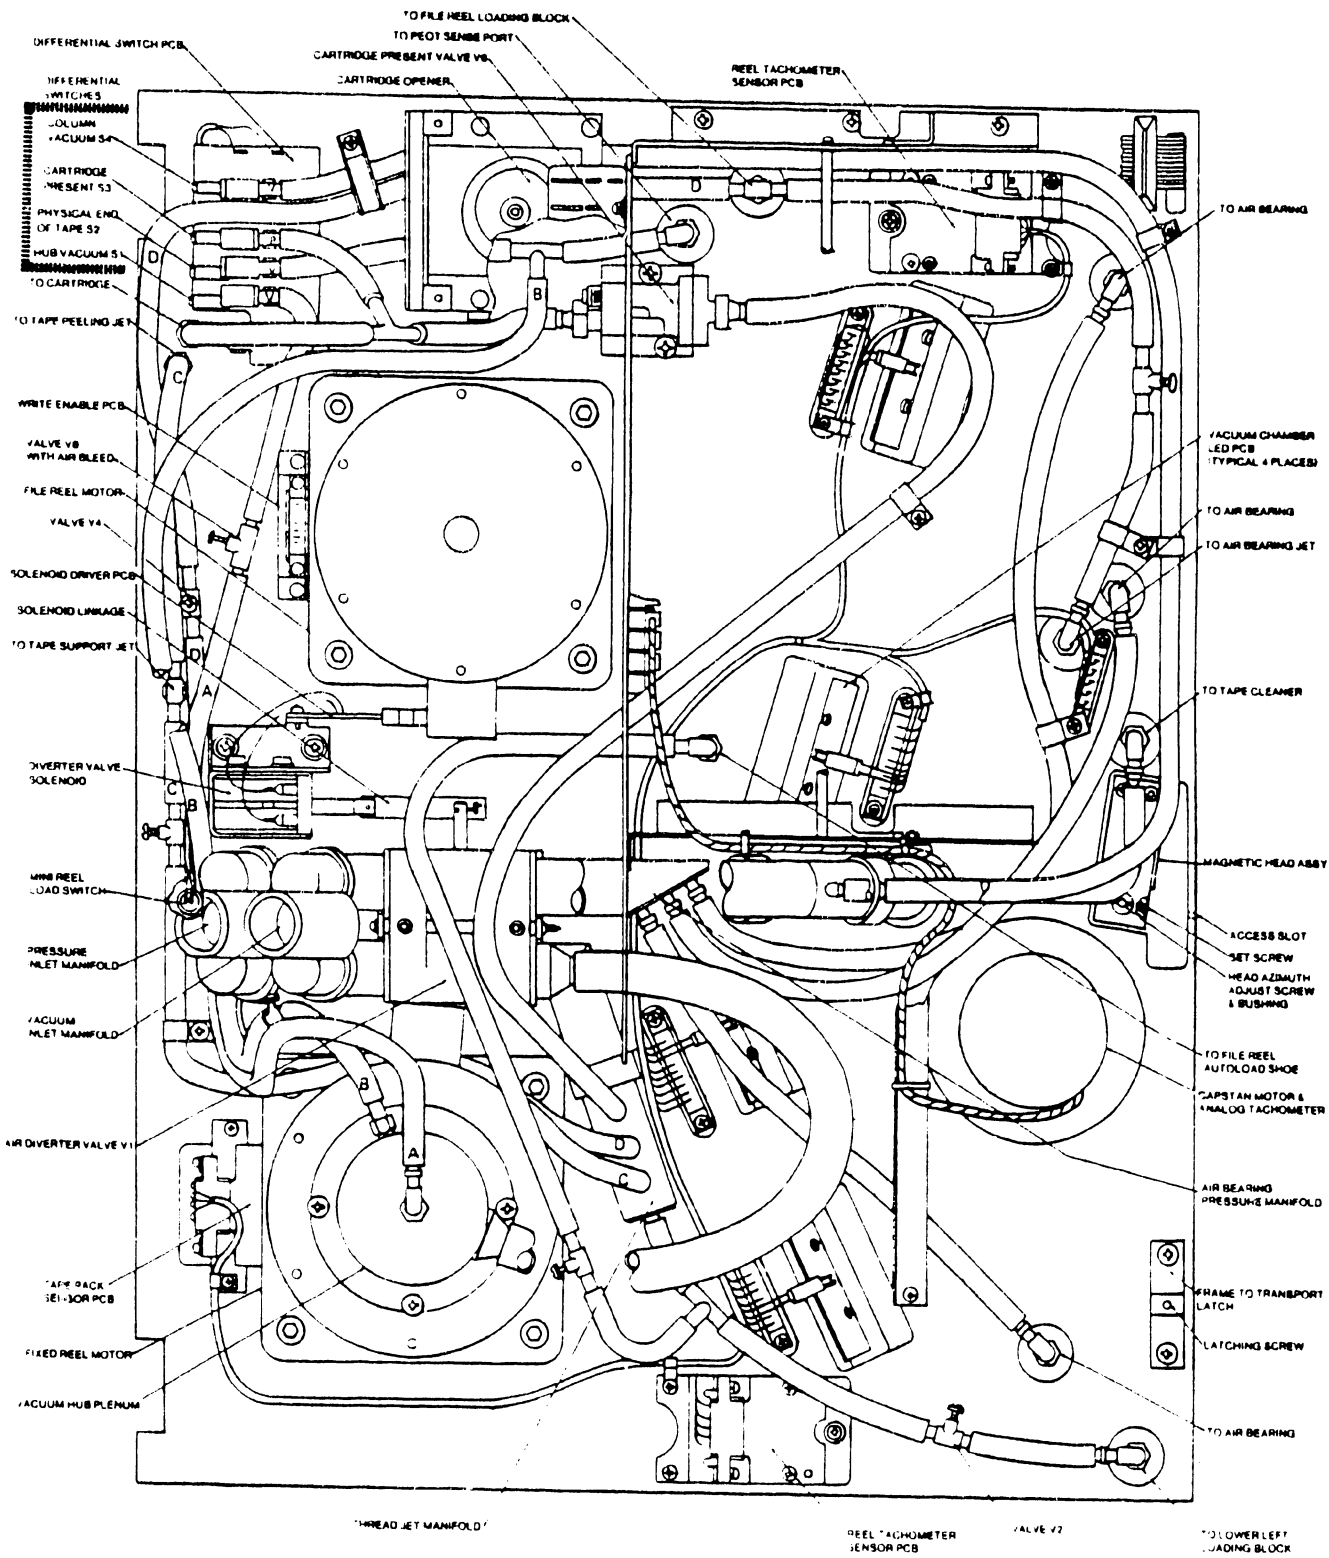 TO FILE REEL LOADING BLOCK
TO PEOT SENSE PORT
CARTRIDGE PRESENT VALVE V6
CARTRIDGE OPENER
DIFFERENTIAL SWITCH PCB
DIFFERENTIAL
SWITCHES
COLUMN
VACUUM S4
CARTRIDGE
PRESENT S3
PHYSICAL END
OF TAPE S2
HUB VACUUM S1
TO CARTRIDGE
TO TAPE PEELING JET
WRITE ENABLE PCB
WITH AIR BLEED
FILE REEL MOTOR
VALVE V4
SOLENOID DRIVER PCB
SOLENOID LINKAGE
TO TAPE SUPPORT JET
DIVERTER VALVE
SOLENOID
MINI REEL
LOAD SWITCH
PRESSURE
INLET MANIFOLD
VACUUM
INLET MANIFOLD
AIR DIVERTER VALVE V1
TAPE PACK
SENSOR PCB
FIXED REEL MOTOR
VACUUM HUB PLENUM
REEL TACHOMETER
SENSOR PCB
TO AIR BEARING
VACUUM CHAMBER
LED PCB
(TYPICAL 4 PLACES)
TO AIR BEARING
TO AIR BEARING JET
TO TAPE CLEANER
MAGNETIC HEAD ASSY
ACCESS SLOT
SET SCREW
HEAD AZIMUTH
ADJUST SCREW
& BUSHING
TO FILE REEL
AUTOLOAD SHOE
CAPSTAN MOTOR &
ANALOG TACHOMETER
AIR BEARING
PRESSURE MANIFOLD
FRAME TO TRANSPORT
LATCH
LATCHING SCREW
TO AIR BEARING
THREAD JET MANIFOLD
REEL TACHOMETER
SENSOR PCB
VALVE V2
TO LOWER LEFT
LOADING BLOCK
D
B
D
C
D
A
C
B
B
A
D
C